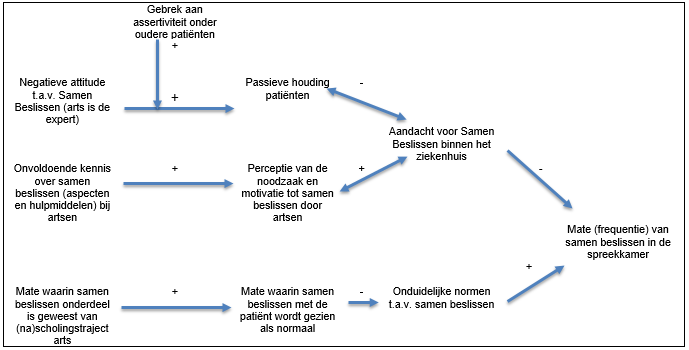 Gebrek aan
assertiviteit onder
oudere patiënten
+
Negatieve attitude
t.a.v. Samen
Beslissen (arts is de
expert)
+
Passieve houding
patiënten
-
Aandacht voor Samen
Beslissen binnen het
ziekenhuis
Onvoldoende kennis
over samen
beslissen (aspecten
en hulpmiddelen) bij
artsen
+
Perceptie van de
noodzaak en
motivatie tot samen
beslissen door
artsen
+
-
Mate (frequentie) van
samen beslissen in de
spreekkamer
Mate waarin samen
beslissen onderdeel
is geweest van
(na)scholingstraject
arts
+
Mate waarin samen
beslissen met de
patiënt wordt gezien
als normaal
-
Onduidelijke normen
t.a.v. samen beslissen
+